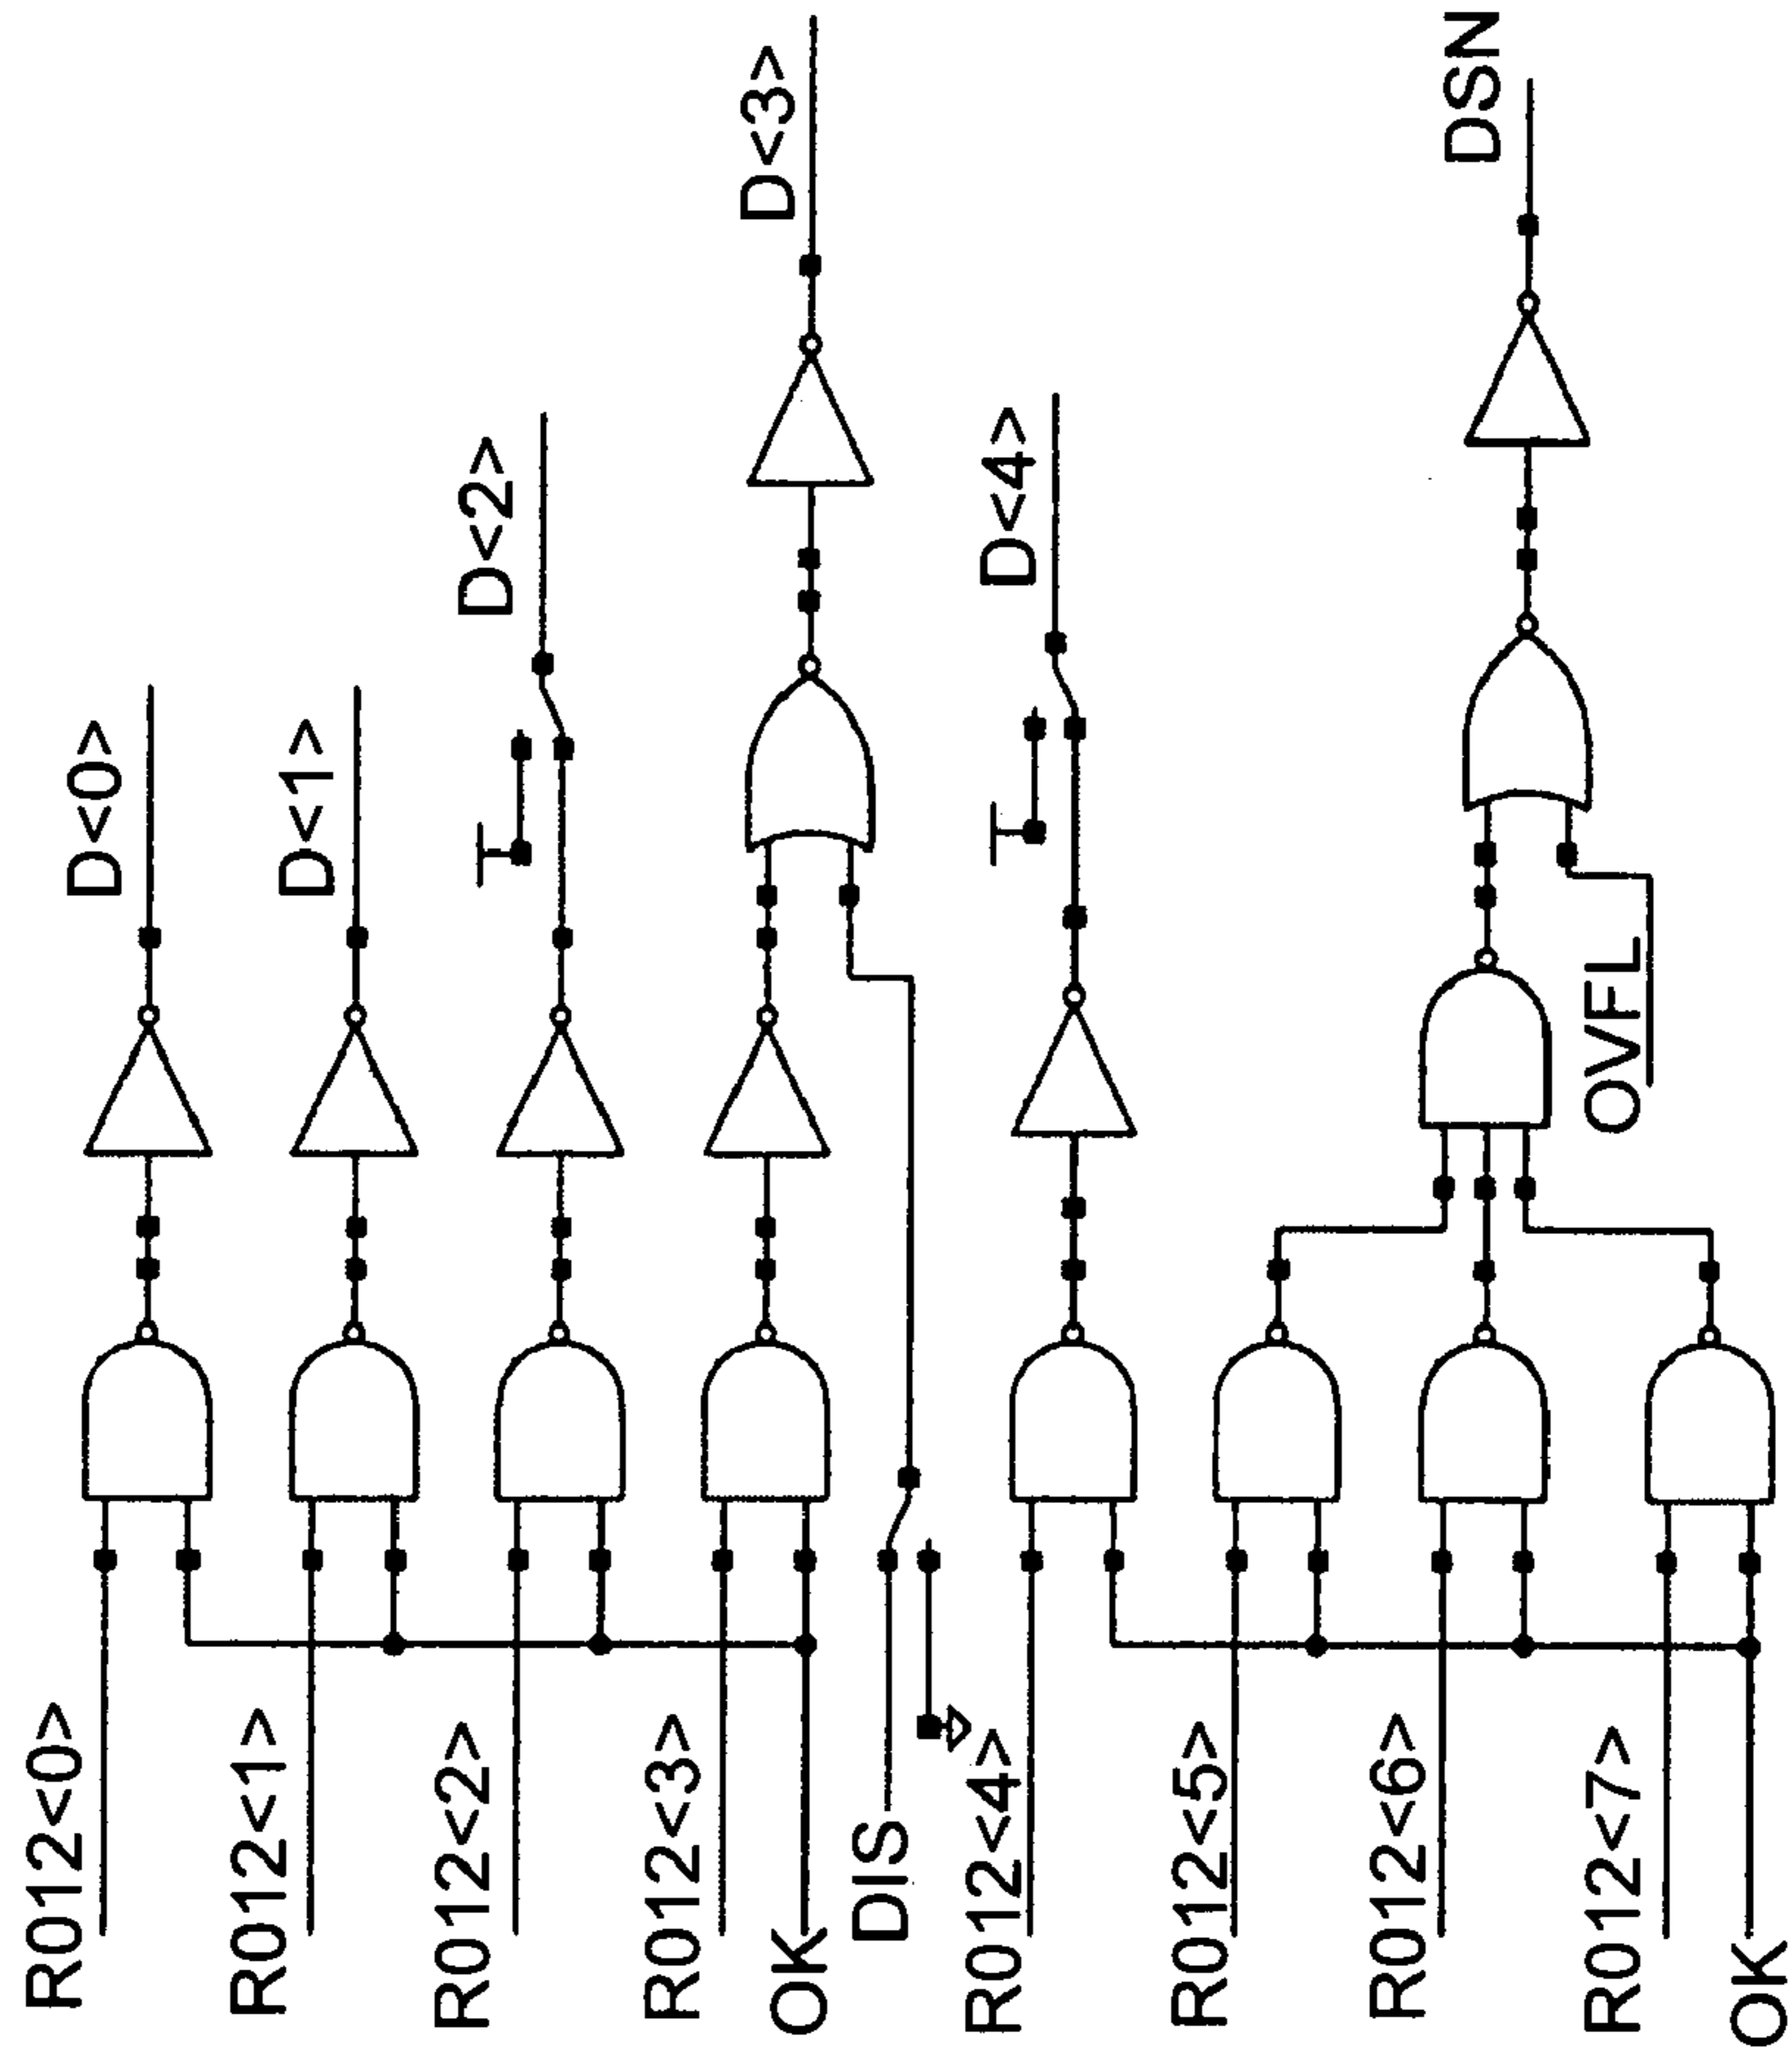 R012<0>
D<0>
R012<1>
D<1>
R012<2>
D<2>
R012<3>
D<3>
OK
DIS
R012<4>
D<4>
R012<5>
R012<6>
DSN
OVFL
R012<7>
OK